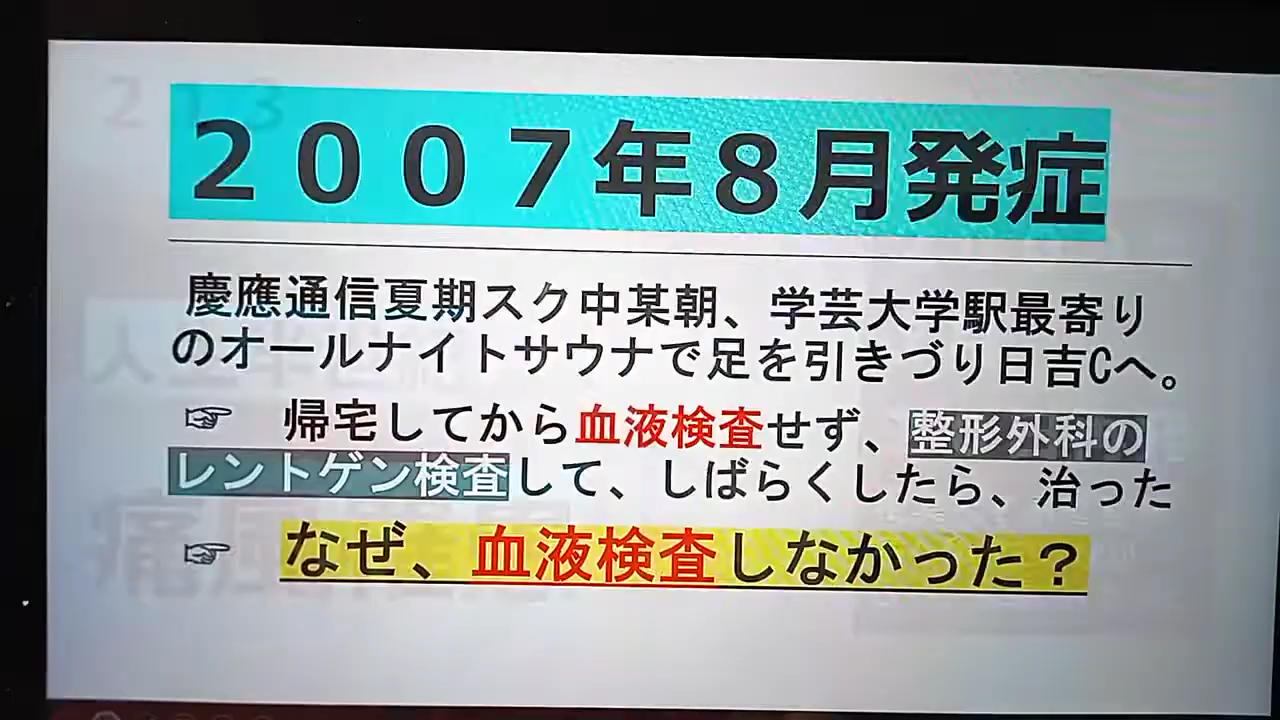 ２００７年８月発症
慶應通信夏期スク中某朝、学芸大学駅最寄り
のオールナイトサウナで足を引きづり日吉Cへ。
☞ 帰宅してから血液検査せず、整形外科の
レントゲン検査して、しばらくしたら、治った
☞ なぜ、血液検査しなかった？